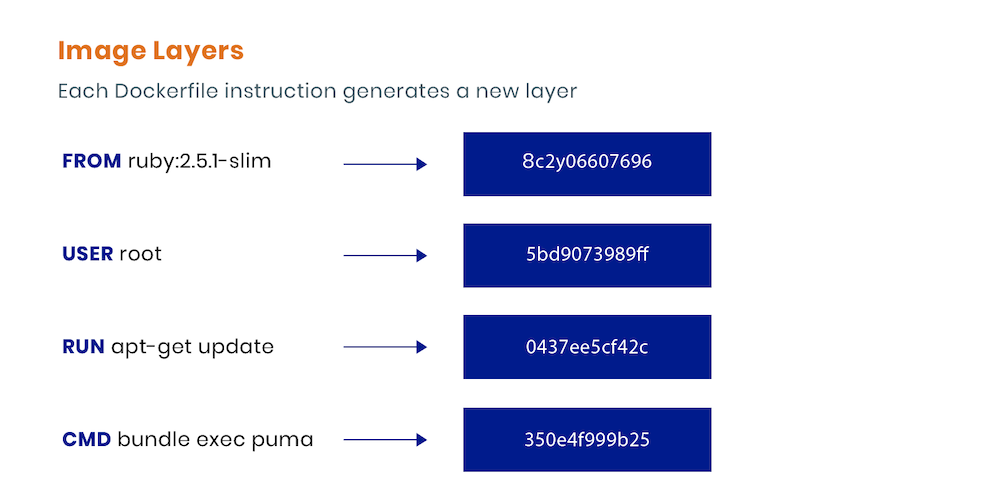 Image Layers
Each Dockerfile instruction generates a new layer
FROM ruby:2.5.1-slim
8c2y06607696
USER root
5bd9073989ff
RUN apt-get update
0437ee5cf42c
CMD bundle exec puma
350e4f999b25